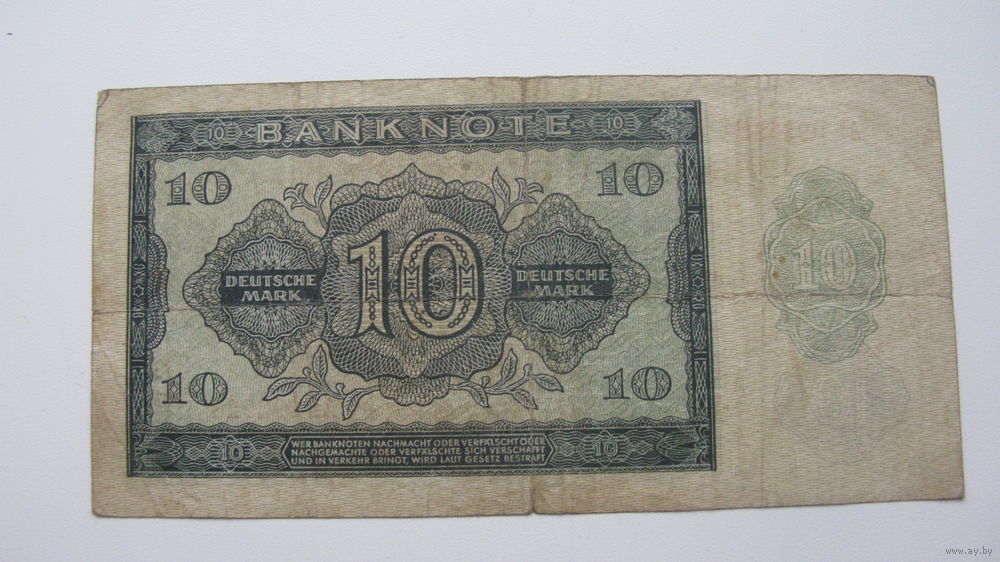 10 BANKNOTE 10
10 10
10
10
DEUTSCHE
MARK
DEUTSCHE
MARK
10 10
10 10
WER BANKNOTEN NACHMACHT ODER VERFÄLSCHT ODER
NACHGEMACHTE ODER VERFÄLSCHTE SICH VERSCHAFFT
UND IN VERKEHR BRINGT, WIRD LAUT GESETZ BESTRAFT
www.ay.by